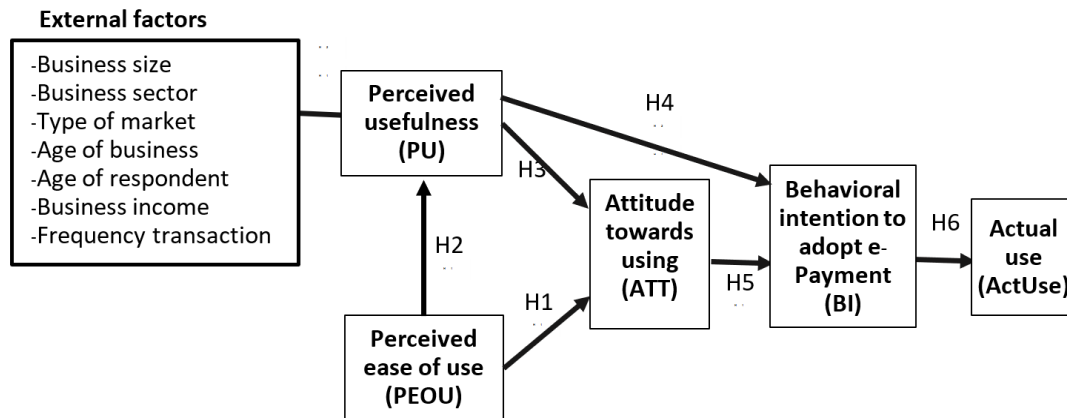 External factors
-Business size
-Business sector
-Type of market
-Age of business
-Age of respondent
-Business income
-Frequency transaction
Perceived
usefulness
(PU)
H4
H3
H2
H1
Perceived
ease of use
(PEOU)
Attitude
towards
using
(ATT)
H5
Behavioral
intention to
adopt e-
Payment
(BI)
H6
Actual
use
(ActUse)